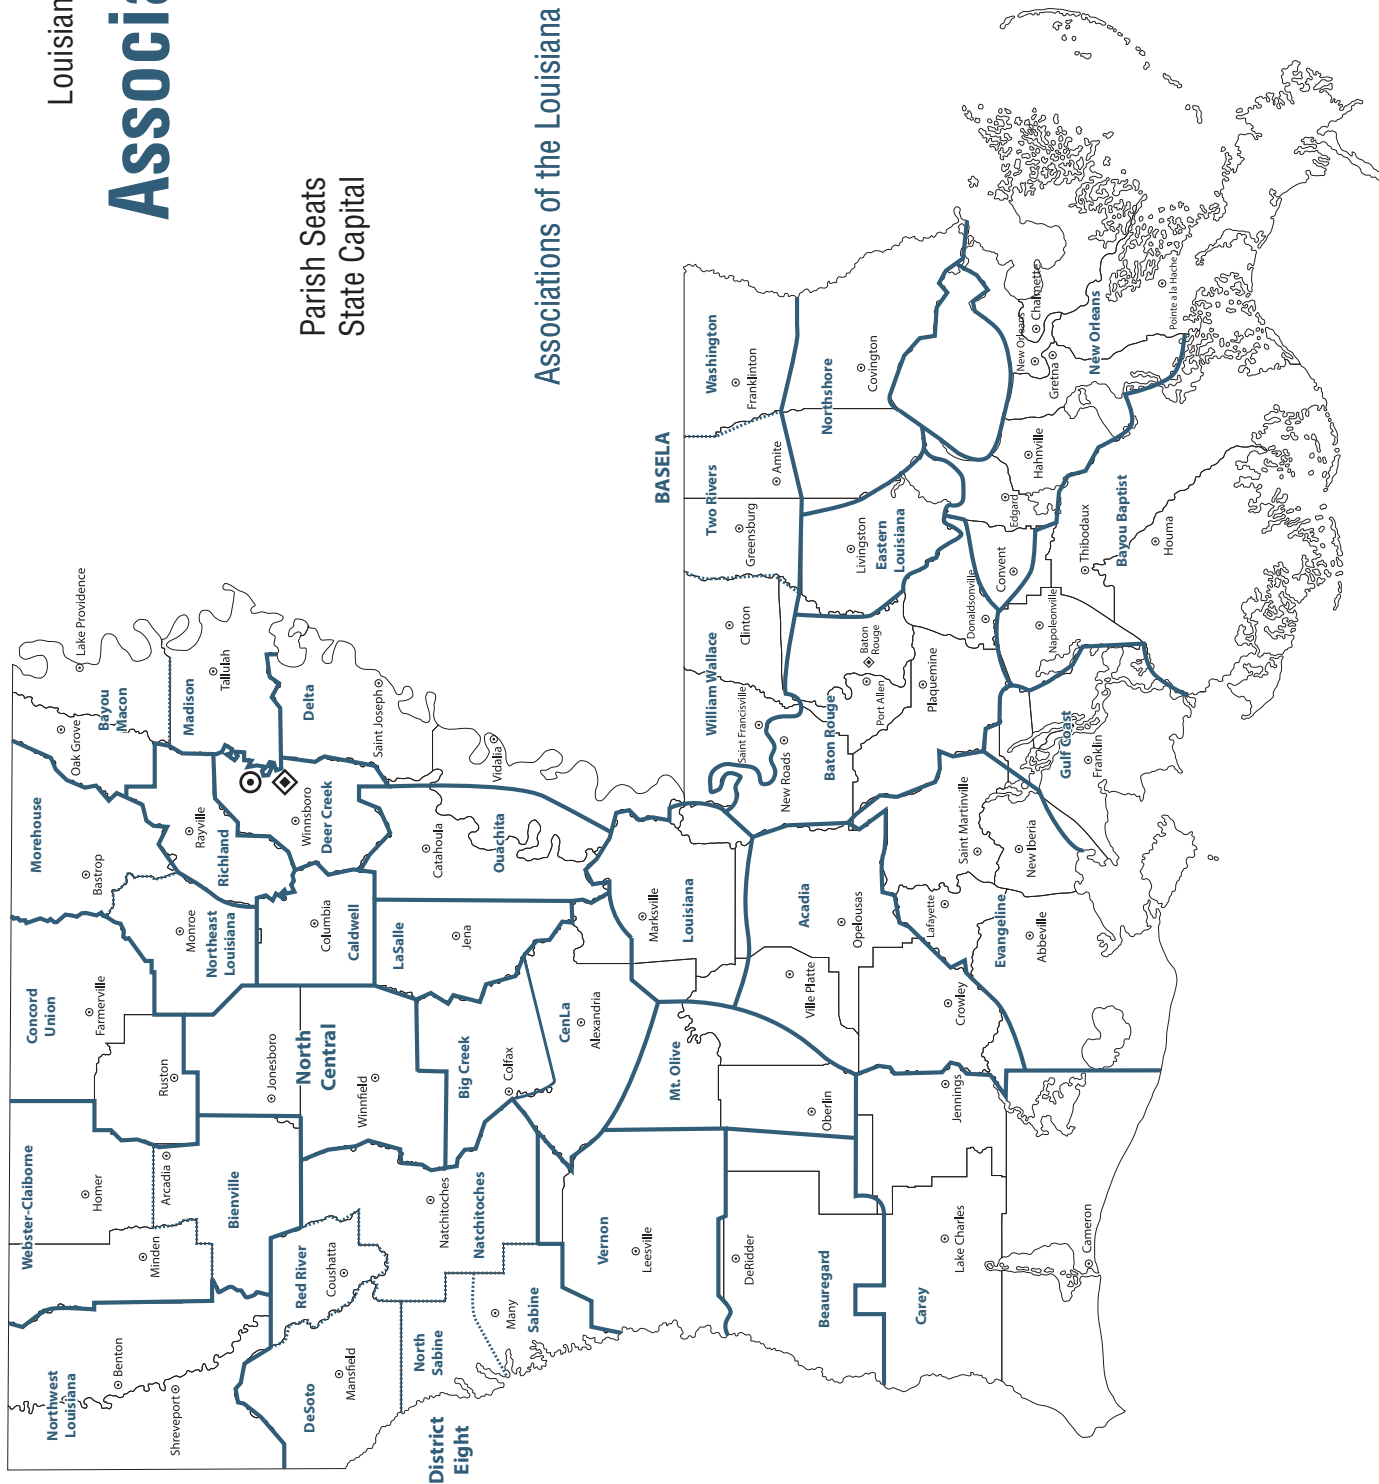 Louisian
Associa
Parish Seats
State Capital
Associations of the Louisiana
Northwest
Louisiana
Benton
Shreveport
Webster-Claiborne
Homer
Minden
Arcadia
Bienville
Concord
Union
Farmerville
Ruston
Morehouse
Bastrop
Monroe
Northeast
Louisiana
Oak Grove
Bayou
Macon
Lake Providence
Rayville
Richland
Madison
Tallulah
Delta
Saint Joseph
Vidalia
Winnsboro
Deer Creek
Columbia
Caldwell
Jonesboro
North
Central
Winnfield
Red River
Coushatta
DeSoto
Mansfield
North
Sabine
District
Eight
Many
Sabine
Natchitoches
Natchitoches
Big Creek
Colfax
LaSalle
Jena
Catahoula
Ouachita
CenLa
Alexandria
Marksville
Louisiana
Vernon
Leesville
Mt. Olive
Oberlin
DeRidder
Beauregard
Carey
Lake Charles
Cameron
Jennings
Acadia
Ville Platte
Opelousas
Crowley
Lafayette
Evangeline
Abbeville
Saint Martinville
New Iberia
Gulf Coast
Franklin
BASELA
William Wallace
Clinton
Saint Francisville
New Roads
Baton Rouge
Port Allen
Baton
Rouge
Plaquemine
Two Rivers
Greensburg
Amite
Washington
Franklinton
Northshore
Covington
Livingston
Eastern
Louisiana
Donaldsonville
Convent
Napoleonville
Edgard
Hahnville
Thibodaux
Bayou Baptist
Houma
New Orleans
Chalmette
Gretna
New Orleans
Pointe a la Hache